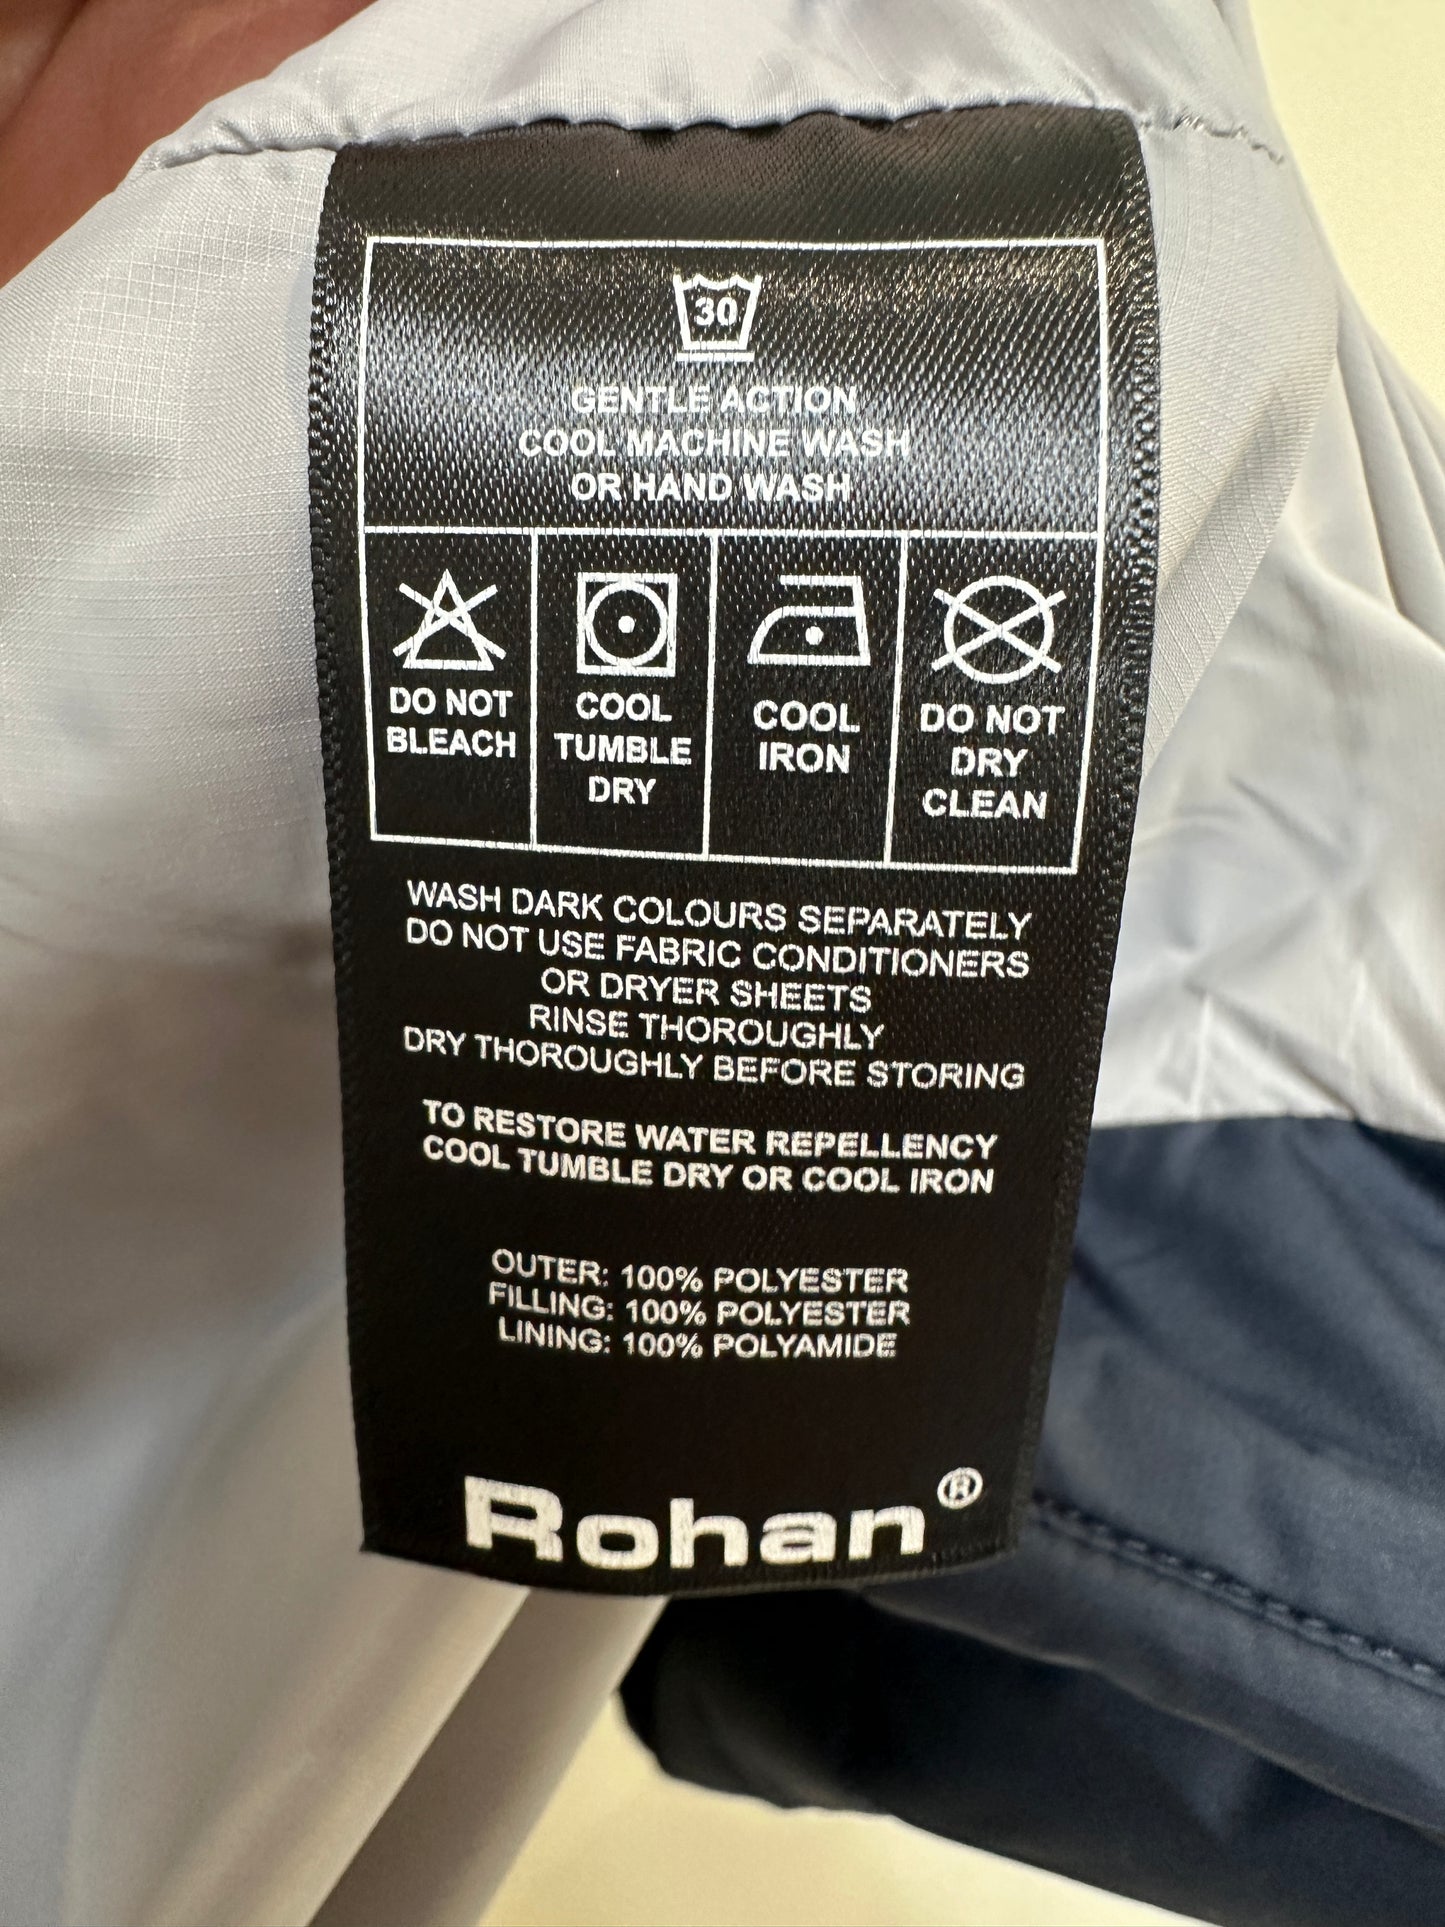 30
GENTLE ACTION
COOL MACHINE WASH
OR HAND WASH
DO NOT
BLEACH
COOL
TUMBLE
DRY
COOL
IRON
DO NOT
DRY
CLEAN
WASH DARK COLOURS SEPARATELY
DO NOT USE FABRIC CONDITIONERS
OR DRYER SHEETS
RINSE THOROUGHLY
DRY THOROUGHLY BEFORE STORING
TO RESTORE WATER REPELLENCY
COOL TUMBLE DRY OR COOL IRON
OUTER: 100% POLYESTER
FILLING: 100% POLYESTER
LINING: 100% POLYAMIDE
Rohan®